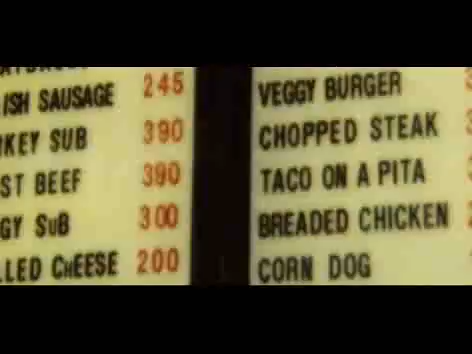 ISH SAUSAGE 245
KEY SUB 390
ST BEEF 390
GY SUB 300
LLED CHEESE 200
VEGGY BURGER
CHOPPED STEAK
TACO ON A PITA
BREADED CHICKEN
CORN DOG